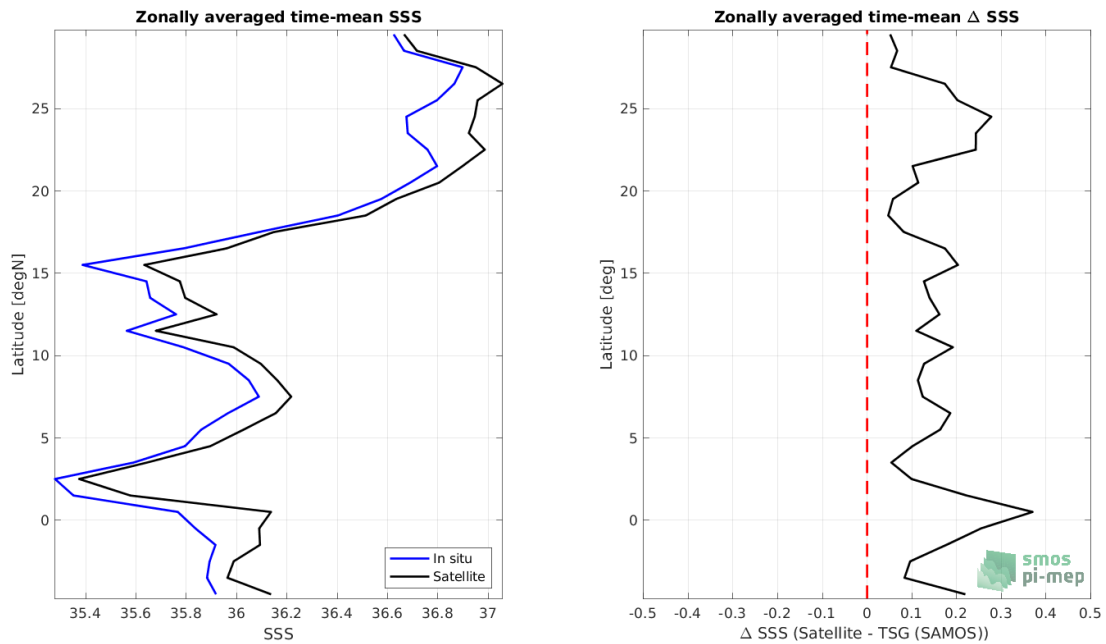 Zonally averaged time-mean SSS
Latitude [degN]
25
20
15
10
5
0
35.4 35.6 35.8 36 36.2 36.4 36.6 36.8 37
SSS
In situ
Satellite
Zonally averaged time-mean Δ SSS
Latitude [deg]
25
20
15
10
5
0
-0.5 -0.4 -0.3 -0.2 -0.1 0 0.1 0.2 0.3 0.4 0.5
Δ SSS (Satellite - TSG (SAMOS))
smos
pi-mep